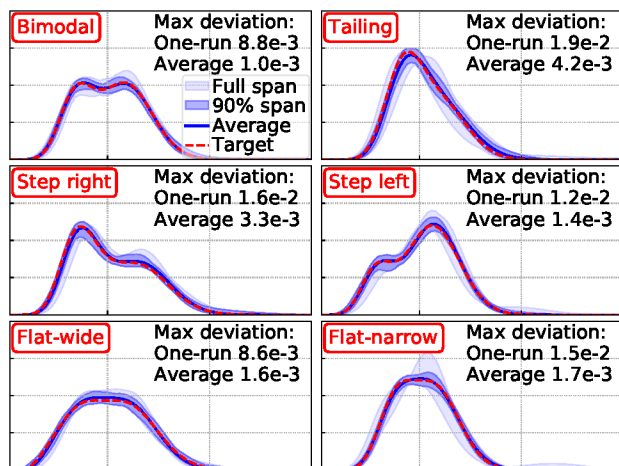 Bimodal
Max deviation:
One-run 8.8e-3
Average 1.0e-3
Full span
90% span
Average
Target
Tailing
Max deviation:
One-run 1.9e-2
Average 4.2e-3
Step right
Max deviation:
One-run 1.6e-2
Average 3.3e-3
Step left
Max deviation:
One-run 1.2e-2
Average 1.4e-3
Flat-wide
Max deviation:
One-run 8.6e-3
Average 1.6e-3
Flat-narrow
Max deviation:
One-run 1.5e-2
Average 1.7e-3